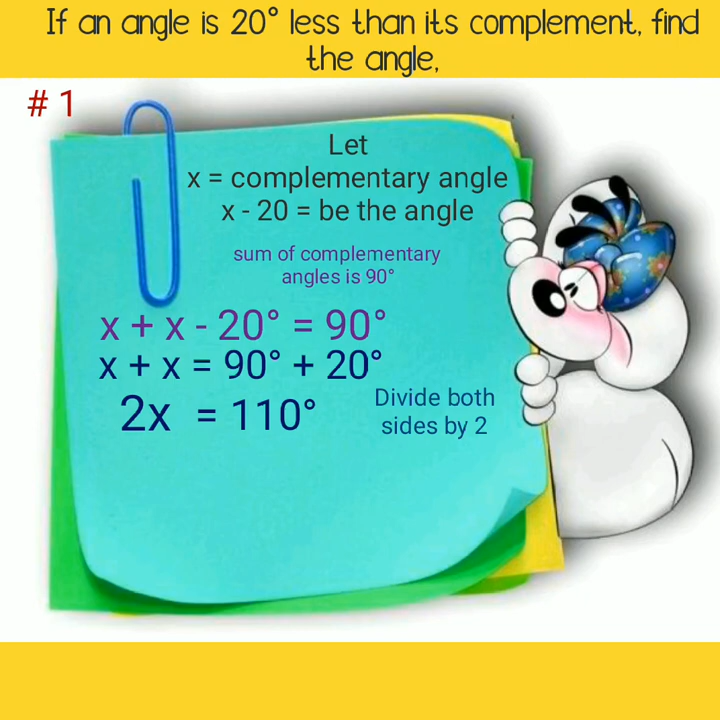 If an angle is 20° less than its complement, find
the angle,
# 1
Let
x = complementary angle
x - 20 = be the angle
sum of complementary
angles is 90°
x + x - 20° = 90°
x + x = 90° + 20°
2x = 110°
Divide both
sides by 2